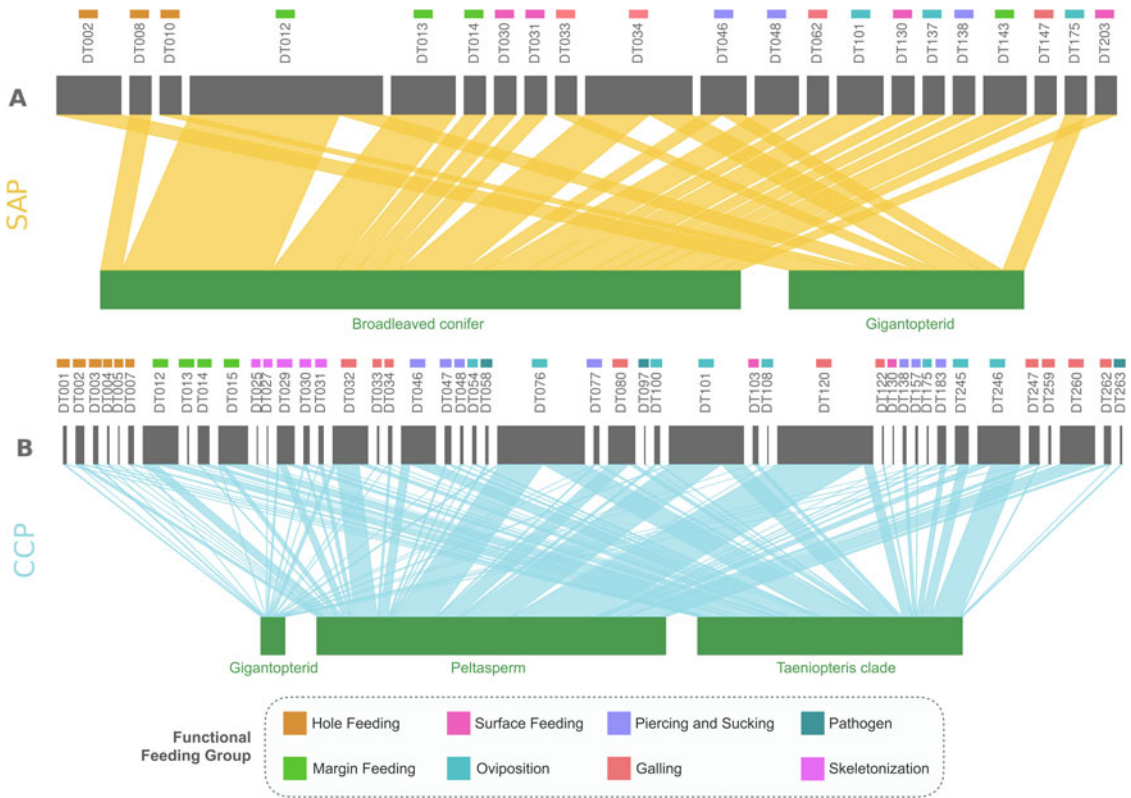 DT002 DT008 DT010 DT012 DT013 DT014 DT030 DT031 DT033 DT034 DT046 DT048 DT062 DT101 DT130 DT137 DT138 DT143 DT147 DT175 DT203
A
SAP
Broadleaved conifer Gigantopterid
DT001 DT002 DT003 DT004 DT005 DT007 DT012 DT013 DT014 DT015 DT025 DT027 DT029 DT030 DT031 DT032 DT033 DT034 DT046 DT047 DT048 DT054 DT058 DT076 DT077 DT080 DT097 DT100 DT101 DT103 DT108 DT120 DT122 DT130 DT138 DT157 DT175 DT183 DT245 DT246 DT247 DT259 DT260 DT262 DT263
B
CCP
Gigantopterid Peltasperm Taeniopteris clade
Functional
Feeding Group
Hole Feeding Surface Feeding Piercing and Sucking Pathogen
Margin Feeding Oviposition Galling Skeletonization